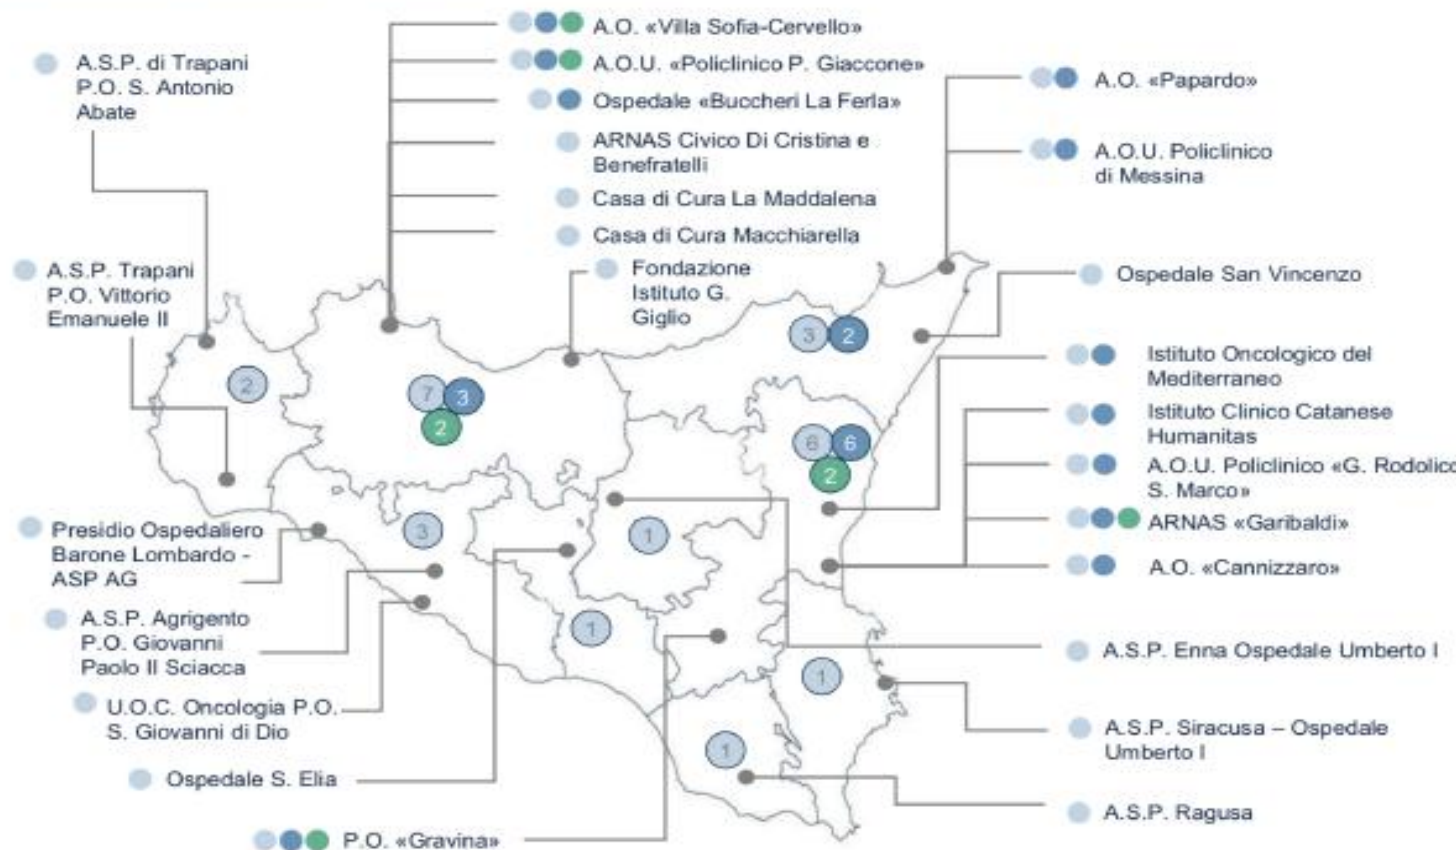 A.S.P. di Trapani
P.O. S. Antonio
Abate
A.S.P. Trapani
P.O. Vittorio
Emanuele II
A.O. «Villa Sofia-Cervello»
A.O.U. «Policlinico P. Giaccone»
Ospedale «Buccheri La Ferla»
ARNAS Civico Di Cristina e
Benefratelli
Casa di Cura La Maddalena
Casa di Cura Macchiarella
Fondazione
Istituto G.
Giglio
A.O. «Papardo»
A.O.U. Policlinico
di Messina
Ospedale San Vincenzo
Istituto Oncologico del
Mediterraneo
Istituto Clinico Catanese
Humanitas
A.O.U. Policlinico «G. Rodolico
S. Marco»
ARNAS «Garibaldi»
A.O. «Cannizzaro»
A.S.P. Enna Ospedale Umberto I
A.S.P. Siracusa – Ospedale
Umberto I
A.S.P. Ragusa
Presidio Ospedaliero
Barone Lombardo -
ASP AG
A.S.P. Agrigento
P.O. Giovanni
Paolo II Sciacca
U.O.C. Oncologia P.O.
S. Giovanni di Dio
Ospedale S. Elia
P.O. «Gravina»
2
7 3
2
3 2
6 6
2
3
1
1
1
1